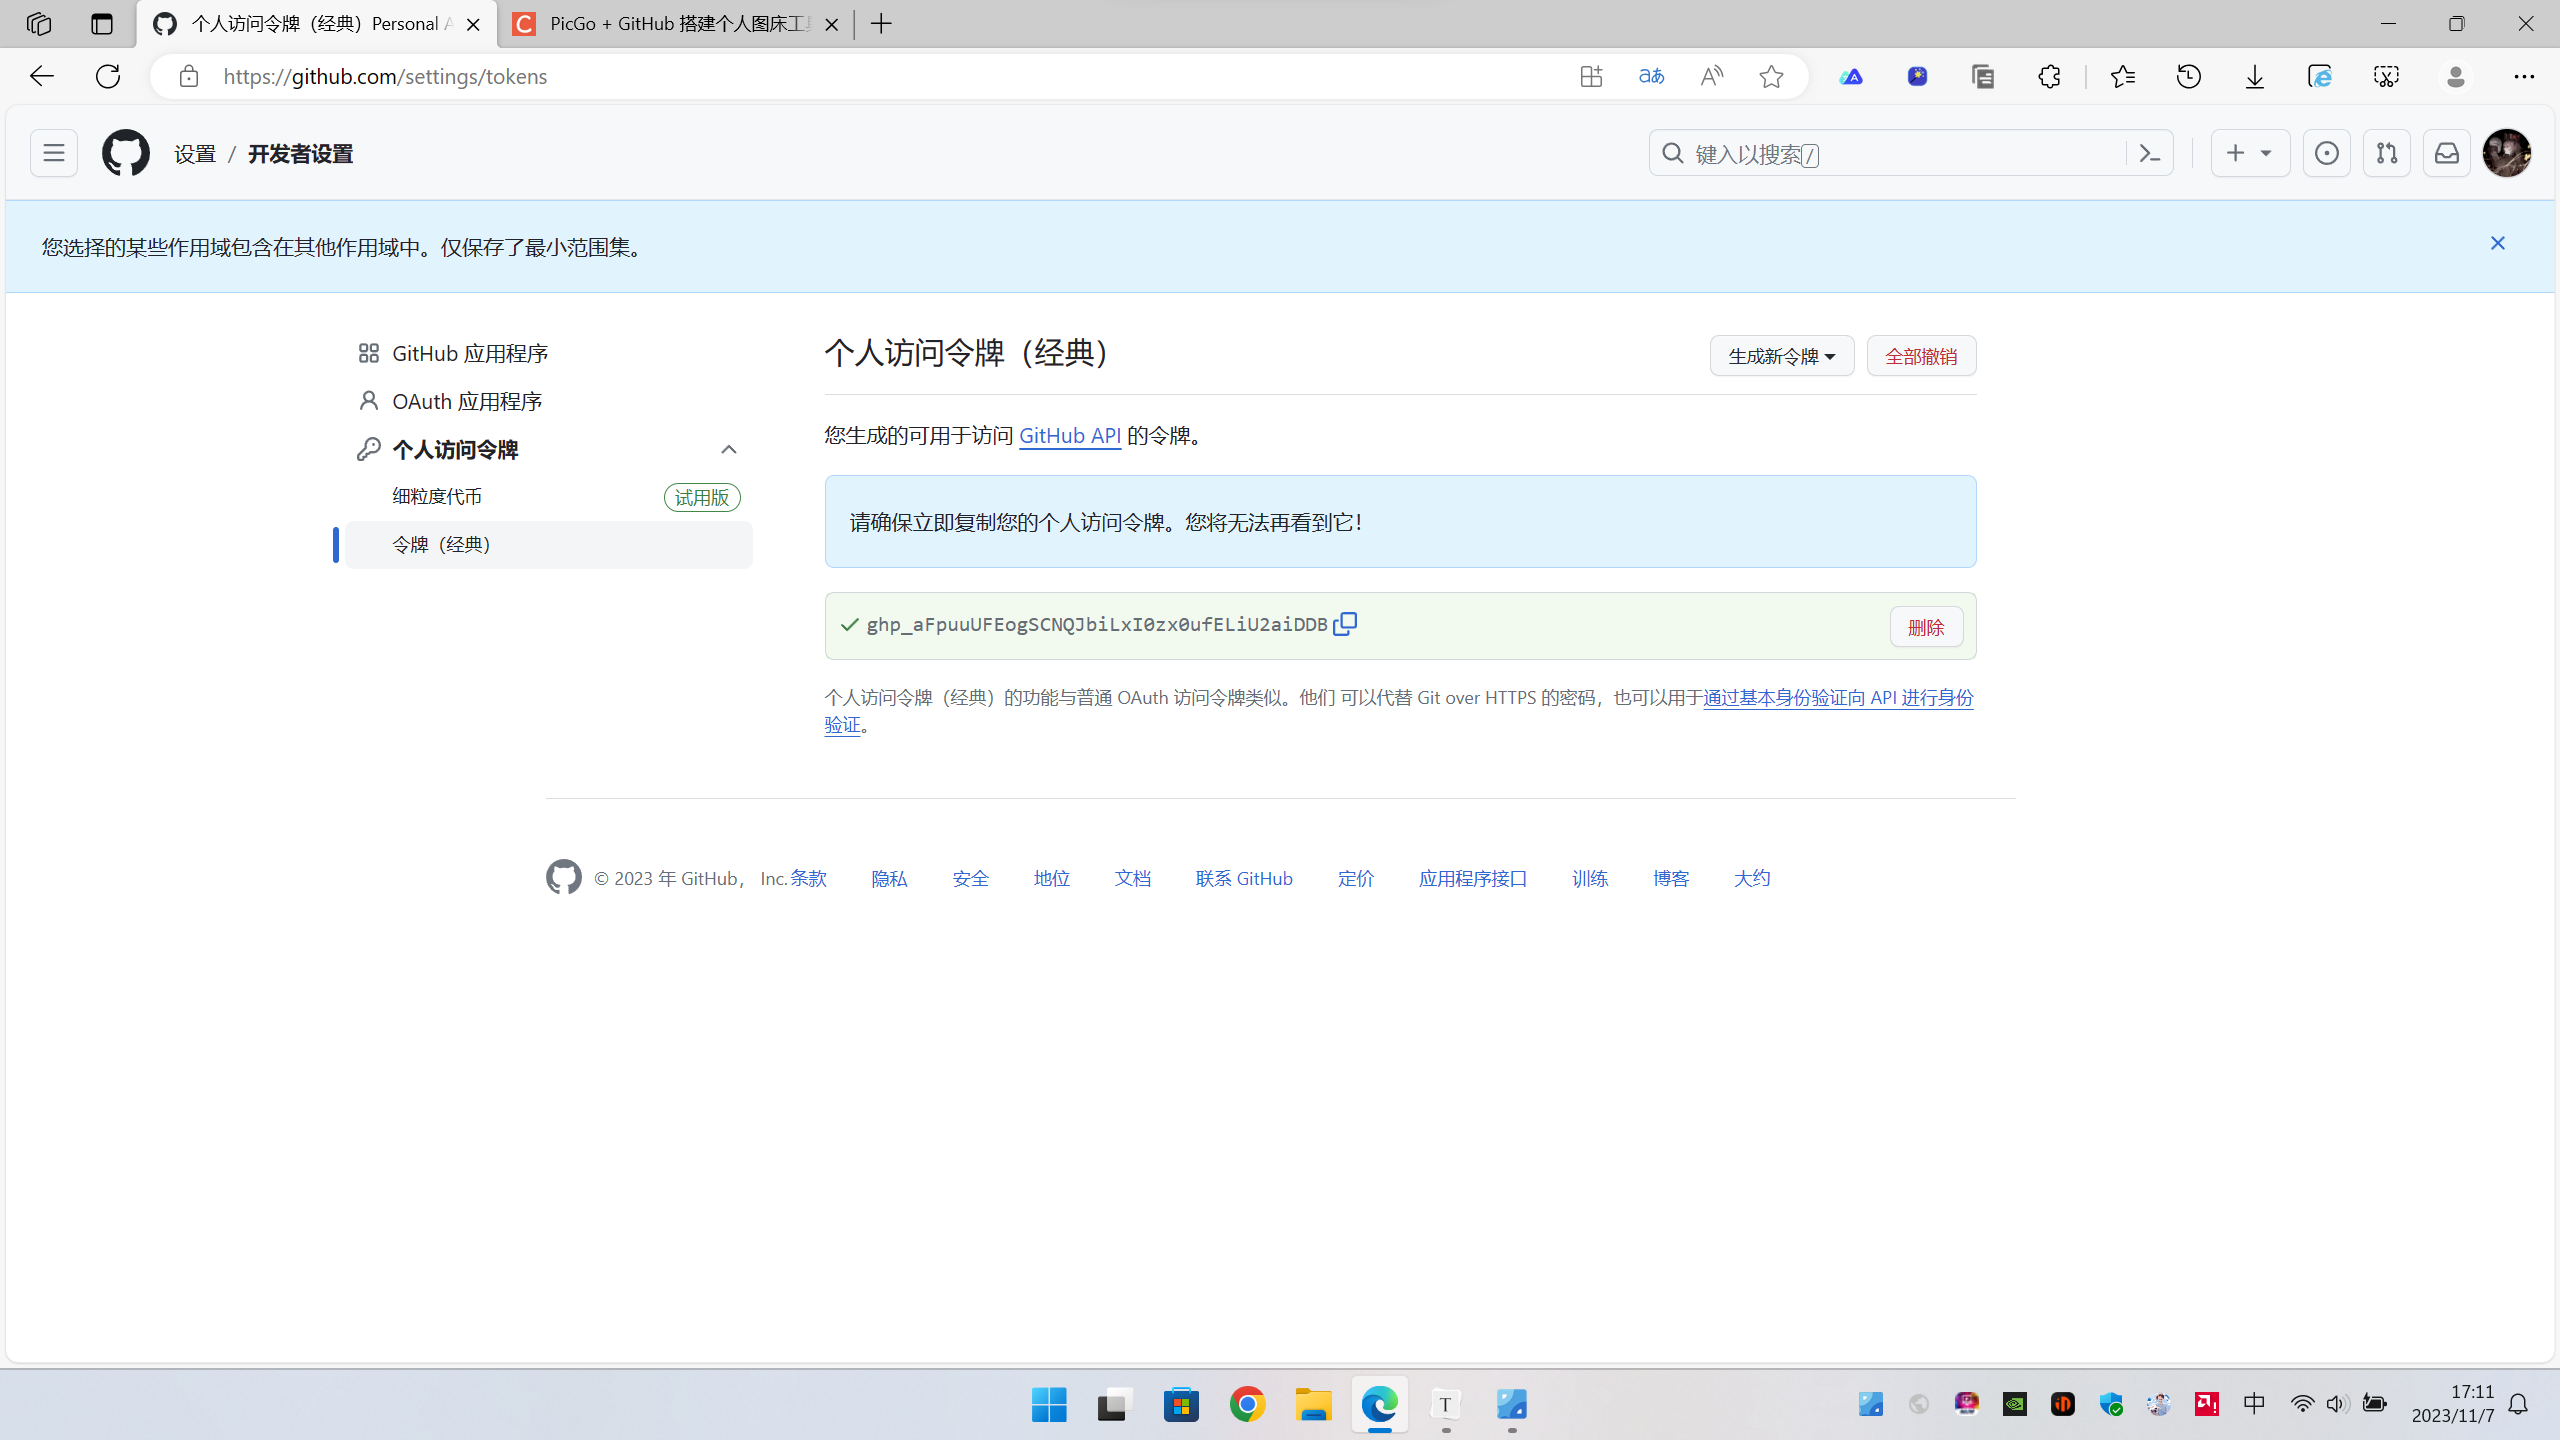 个人访问令牌（经典）Personal A
PicGo + GitHub 搭建个人图床工具
https://github.com/settings/tokens
设置 / 开发者设置
键入以搜索/
您选择的某些作用域包含在其他作用域中。仅保存了最小范围集。
GitHub 应用程序
OAuth 应用程序
个人访问令牌
细粒度代币 试用版
令牌（经典）
个人访问令牌（经典）
生成新令牌 全部撤销
您生成的可用于访问 GitHub API 的令牌。
请确保立即复制您的个人访问令牌。您将无法再看到它！
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 删除
个人访问令牌（经典）的功能与普通 OAuth 访问令牌类似。他们 可以代替 Git over HTTPS 的密码，也可以用于通过基本身份验证向 API 进行身份
验证。
© 2023 年 GitHub， Inc. 条款 隐私 安全 地位 文档 联系 GitHub 定价 应用程序接口 训练 博客 大约
中
17:11
2023/11/7